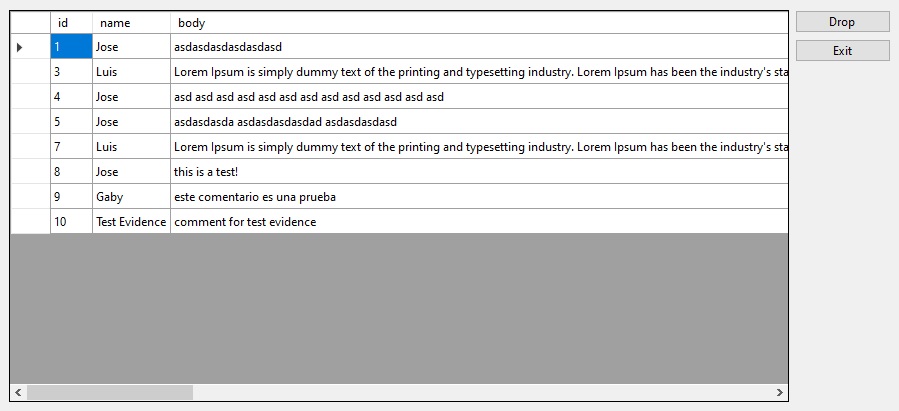 id name body
1 Jose asdasdasdasdasdasd
3 Luis Lorem Ipsum is simply dummy text of the printing and typesetting industry. Lorem Ipsum has been the industry's sta
4 Jose asd asd asd asd asd asd asd asd asd asd asd asd asd
5 Jose asdasdasda asdasdasdasdad asdasdasdasd
7 Luis Lorem Ipsum is simply dummy text of the printing and typesetting industry. Lorem Ipsum has been the industry's sta
8 Jose this is a test!
9 Gaby este comentario es una prueba
10 Test Evidence comment for test evidence
Drop
Exit